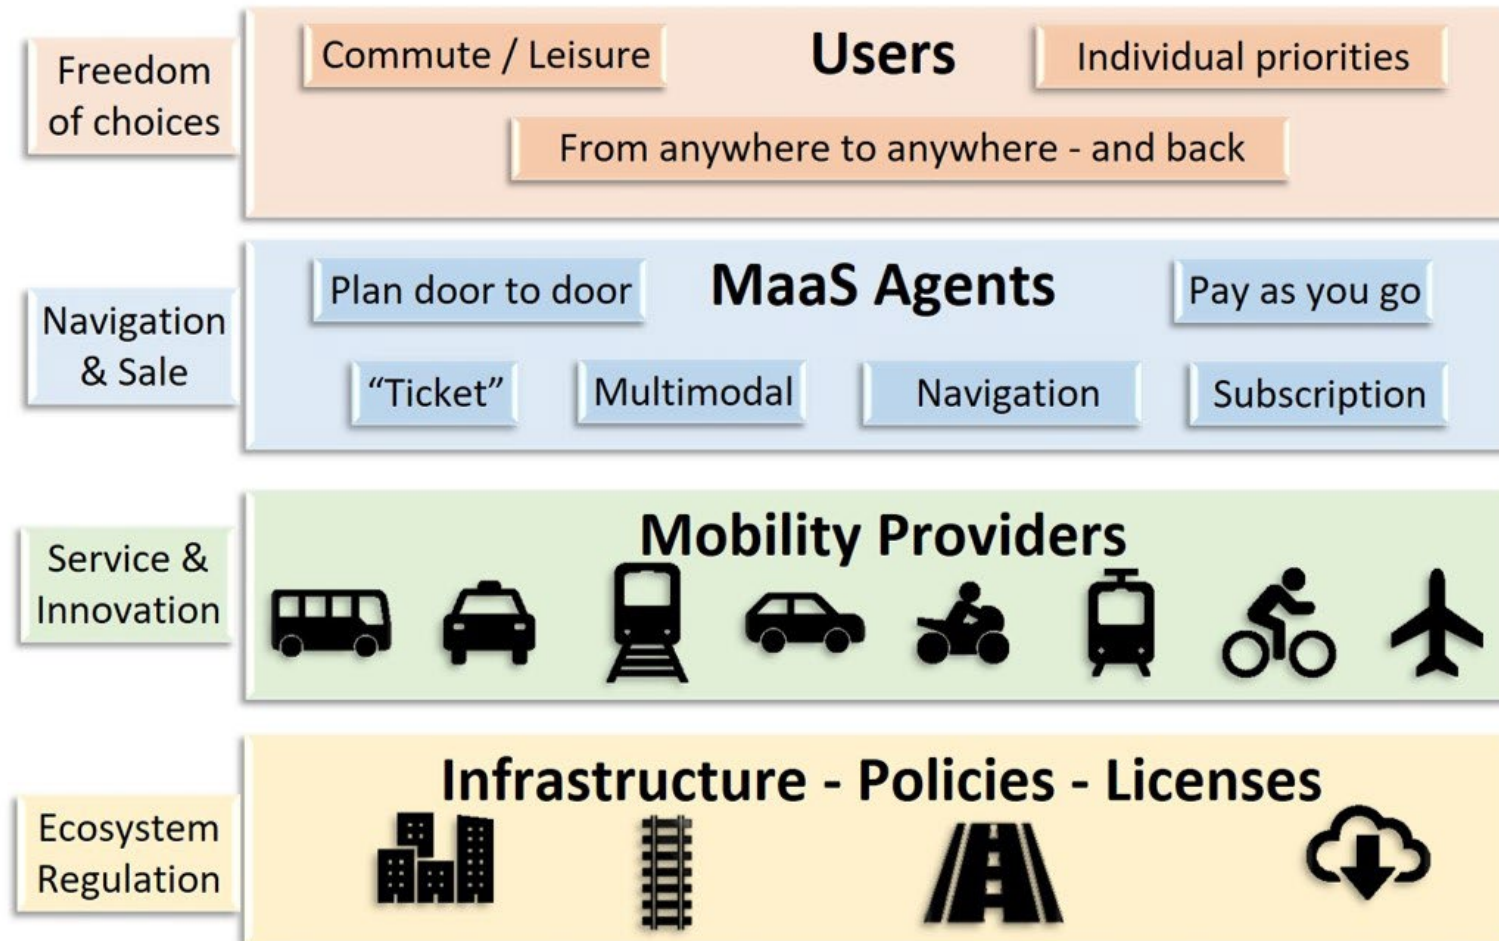 Freedom
of choices
Users
Commute / Leisure
Individual priorities
From anywhere to anywhere - and back
Navigation
& Sale
MaaS Agents
Plan door to door
Pay as you go
“Ticket”
Multimodal
Navigation
Subscription
Service &
Innovation
Mobility Providers
Ecosystem
Regulation
Infrastructure - Policies - Licenses